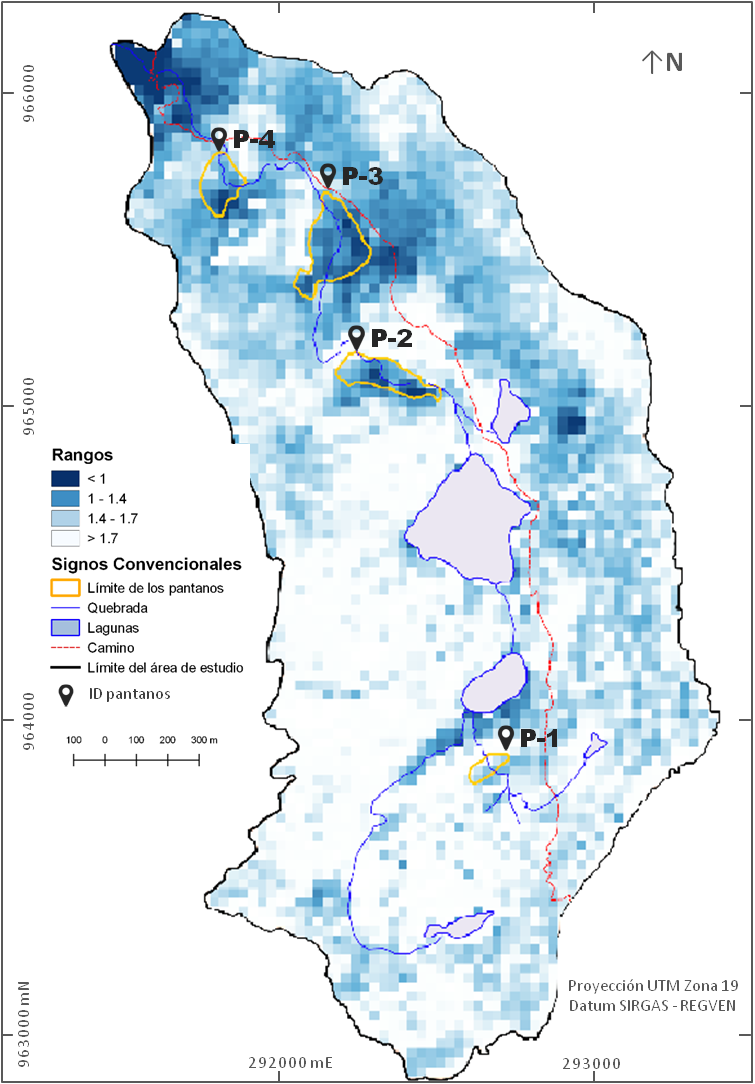 N
966000
P-4
P-3
P-2
965000
Rangos
< 1
1 - 1.4
1.4 - 1.7
> 1.7
Signos Convencionales
Límite de los pantanos
Quebrada
Lagunas
Camino
Límite del área de estudio
ID pantanos
100 0 100 200 300 m
964000
P-1
Proyección UTM Zona 19
Datum SIRGAS - REGVEN
963000 mN
292000 mE
293000